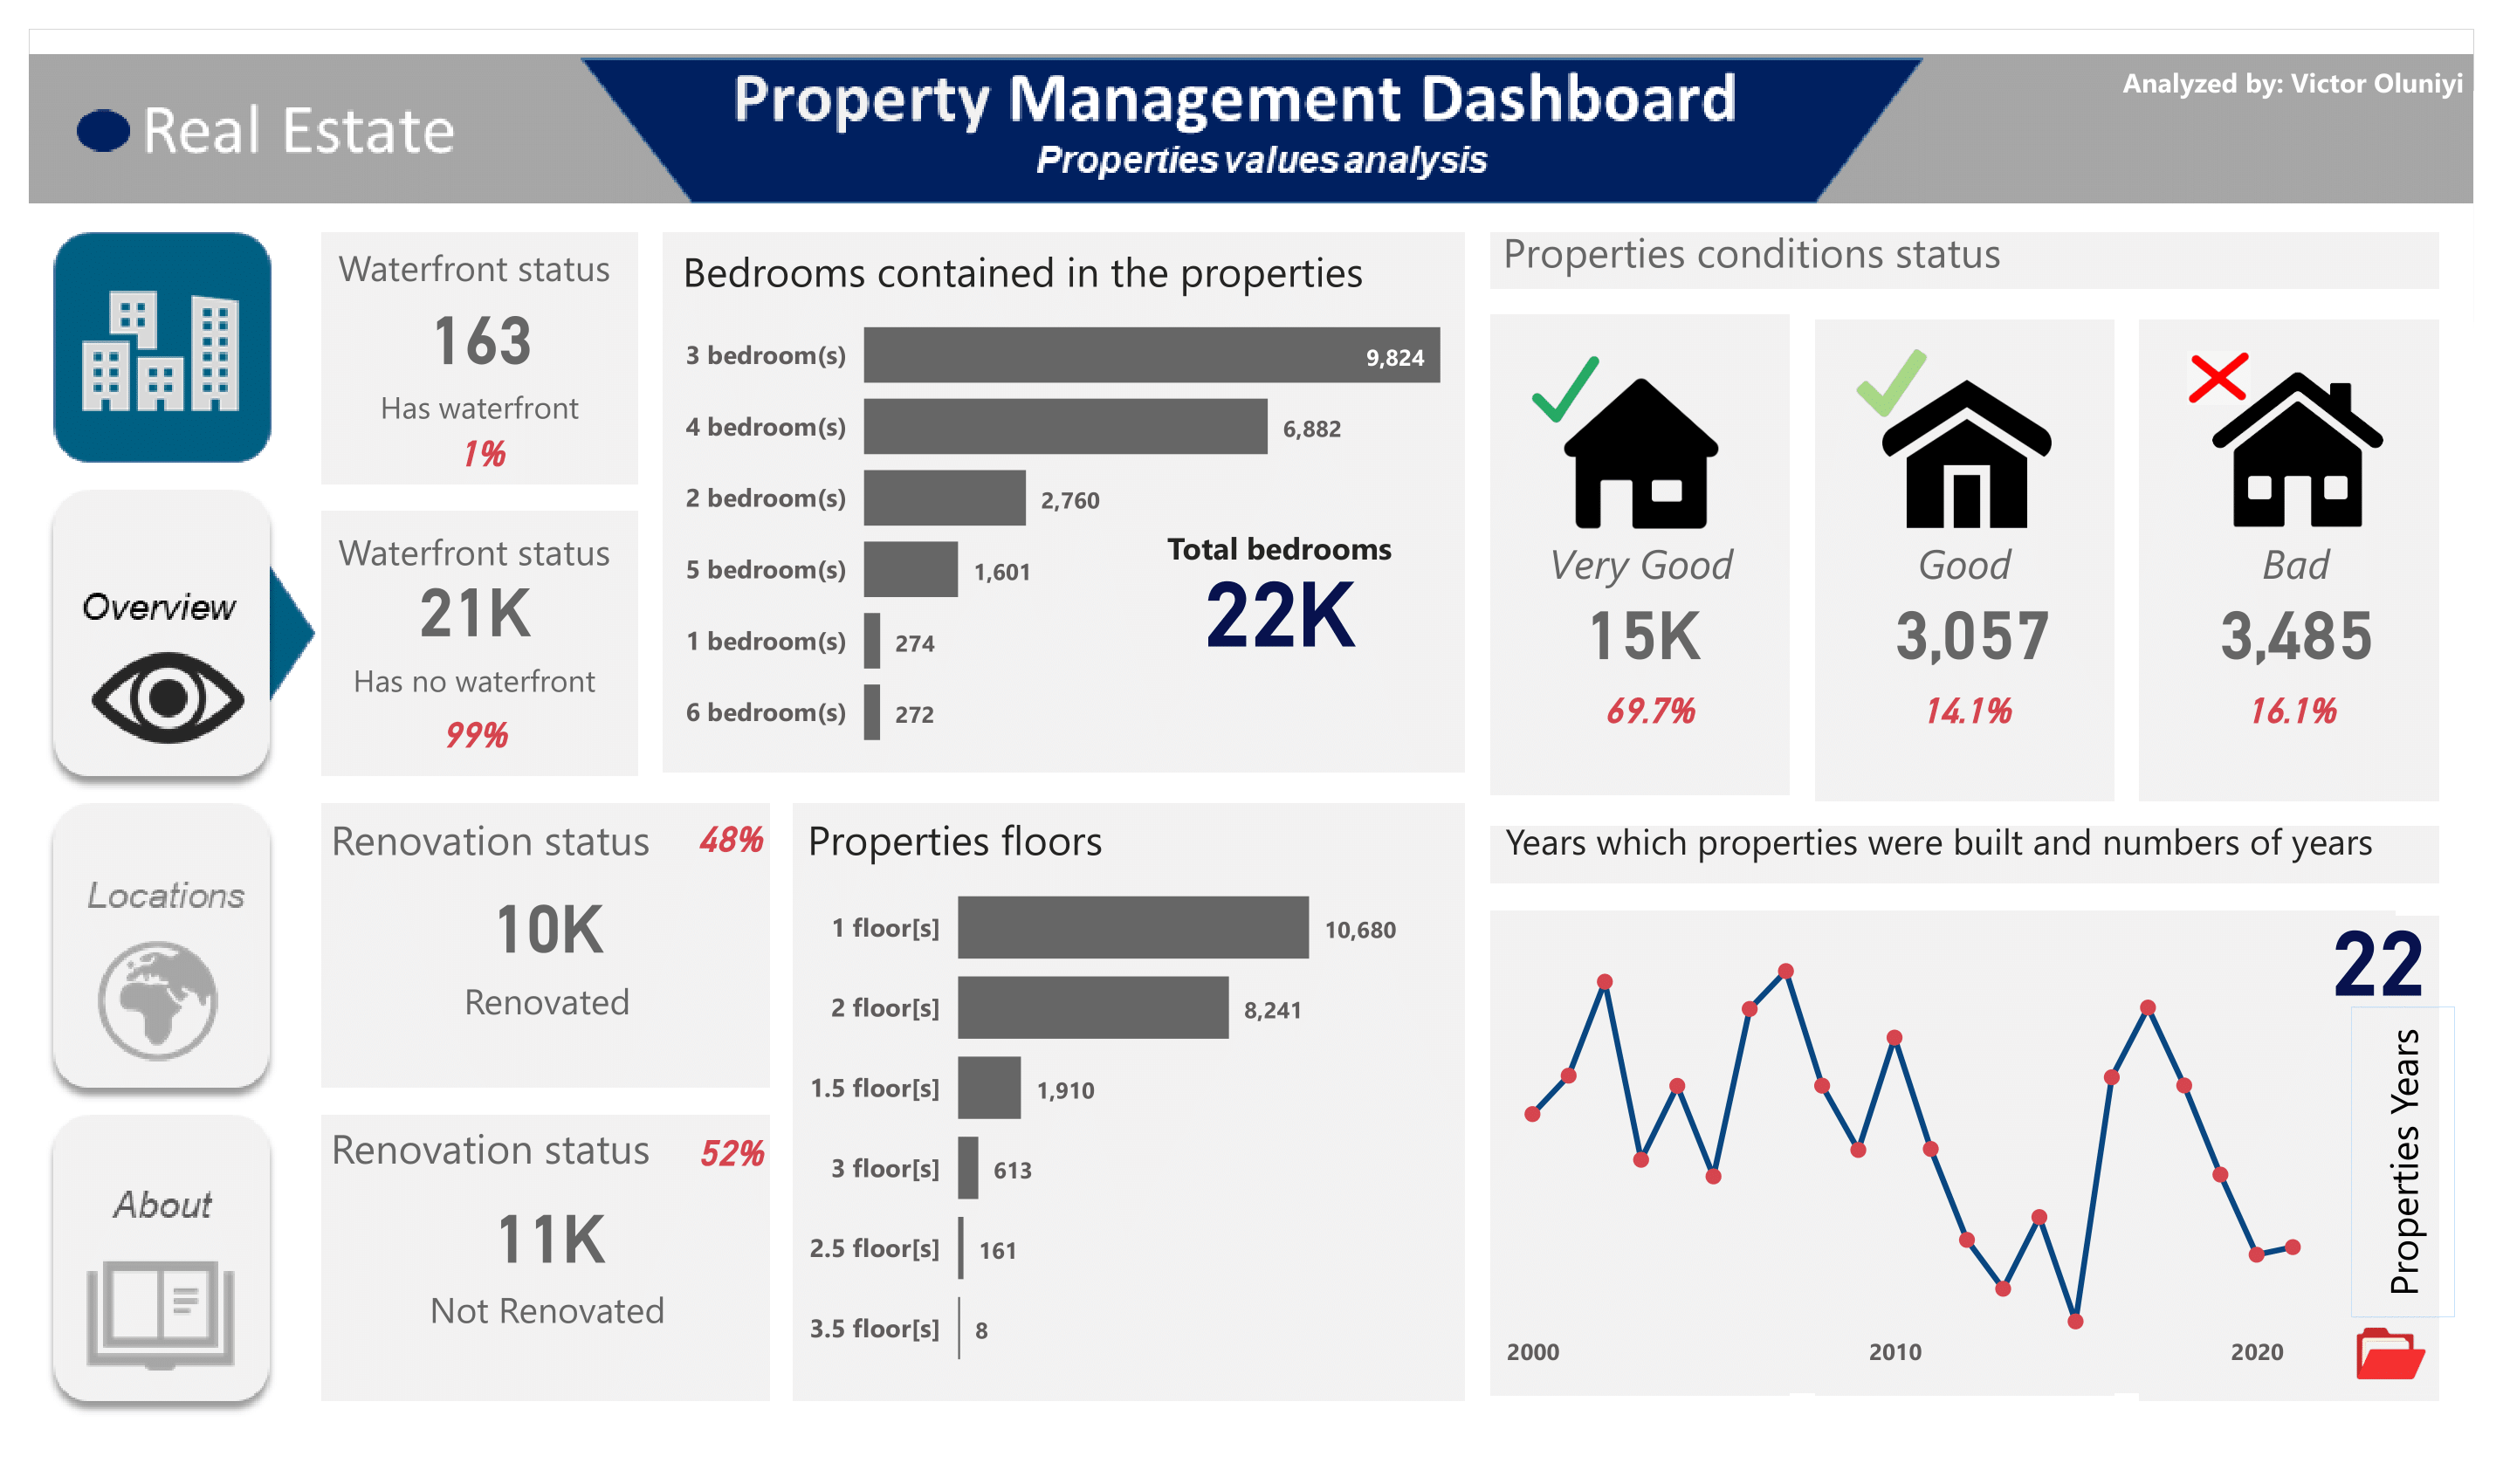 Real Estate
Property Management Dashboard
Properties values analysis
Analyzed by: Victor Oluniyi
Overview
Locations
About
Waterfront status
163
Has waterfront
1%
Waterfront status
21K
Has no waterfront
99%
Bedrooms contained in the properties
3 bedroom(s) 9,824
4 bedroom(s) 6,882
2 bedroom(s) 2,760
5 bedroom(s) 1,601
1 bedroom(s) 274
6 bedroom(s) 272
Total bedrooms
22K
Properties conditions status
Very Good
15K
69.7%
Good
3,057
14.1%
Bad
3,485
16.1%
Renovation status 48%
10K
Renovated
Renovation status 52%
11K
Not Renovated
Properties floors
1 floor[s] 10,680
2 floor[s] 8,241
1.5 floor[s] 1,910
3 floor[s] 613
2.5 floor[s] 161
3.5 floor[s] 8
Years which properties were built and numbers of years
22
Properties Years
2000 2010 2020